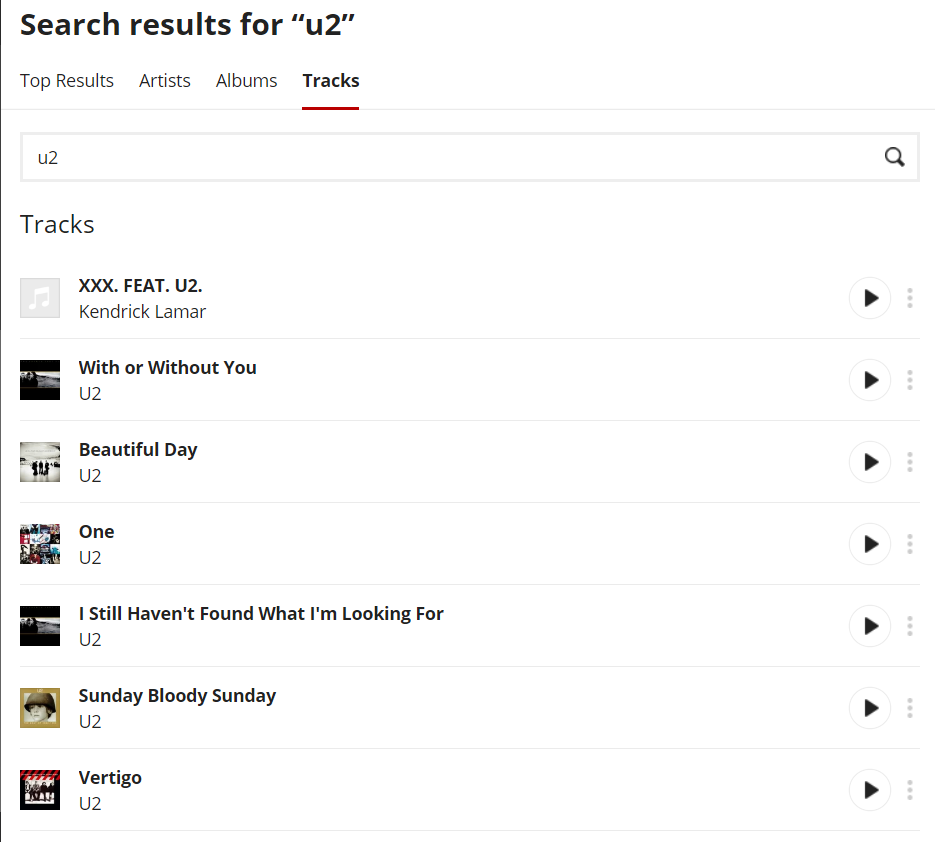 Search results for “u2”
Top Results Artists Albums Tracks
u2
Tracks
XXX. FEAT. U2.
Kendrick Lamar
With or Without You
U2
Beautiful Day
U2
One
U2
I Still Haven't Found What I'm Looking For
U2
Sunday Bloody Sunday
U2
Vertigo
U2